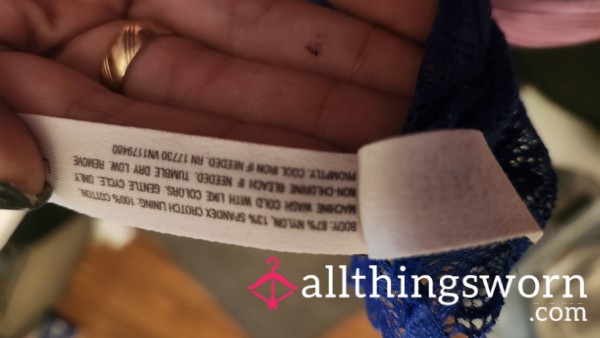 BODY: 87% NYLON, 13% SPANDEX CROTCH LINING: 100% COTTON.
MACHINE WASH COLD WITH LIKE COLORS. GENTLE CYCLE. ONLY
NON-CHLORINE BLEACH IF NEEDED. TUMBLE DRY LOW. REMOVE
PROMPTLY. COOL IRON IF NEEDED. RN 17730 VN1179480
allthingsworn
.com